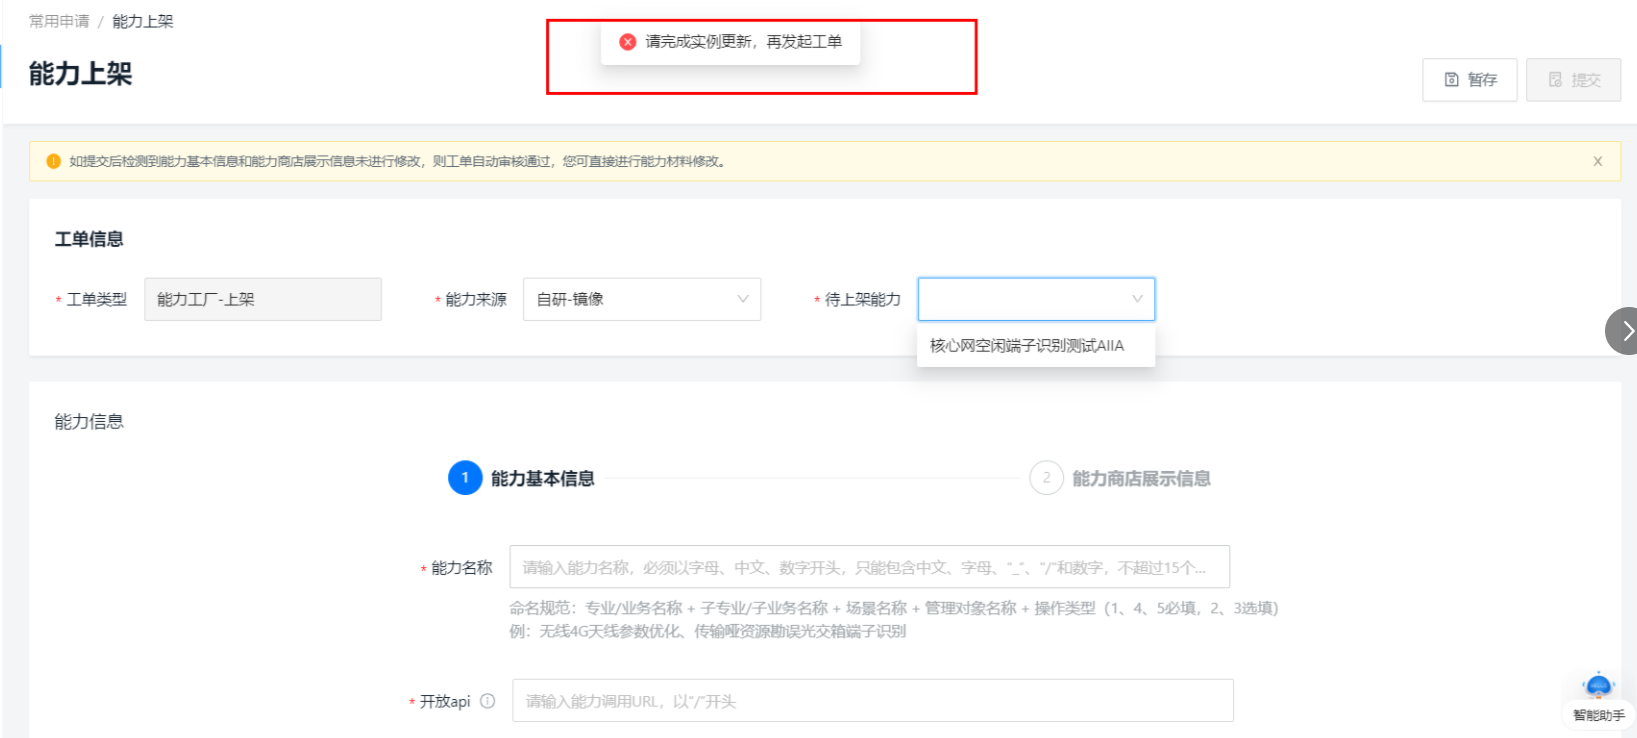 常用申请 / 能力上架
请完成实例更新，再发起工单
能力上架
暂存
提交
如提交后检测到能力基本信息和能力商店展示信息未进行修改，则工单自动审核通过，您可直接进行能力材料修改。
工单信息
* 工单类型 能力工厂-上架
* 能力来源 自研-镜像
* 待上架能力
核心网空闲端子识别测试AIIA
能力信息
1 能力基本信息
2 能力商店展示信息
* 能力名称 请输入能力名称，必须以字母、中文、数字开头，只能包含中文、字母、"_"、"/"和数字，不超过15个...
命名规范：专业/业务名称 + 子专业/子业务名称 + 场景名称 + 管理对象名称 + 操作类型（1、4、5必填，2、3选填）
例：无线4G天线参数优化、传输哑资源勘误光交箱端子识别
* 开放api 请输入能力调用URL，以"/"开头
智能助手